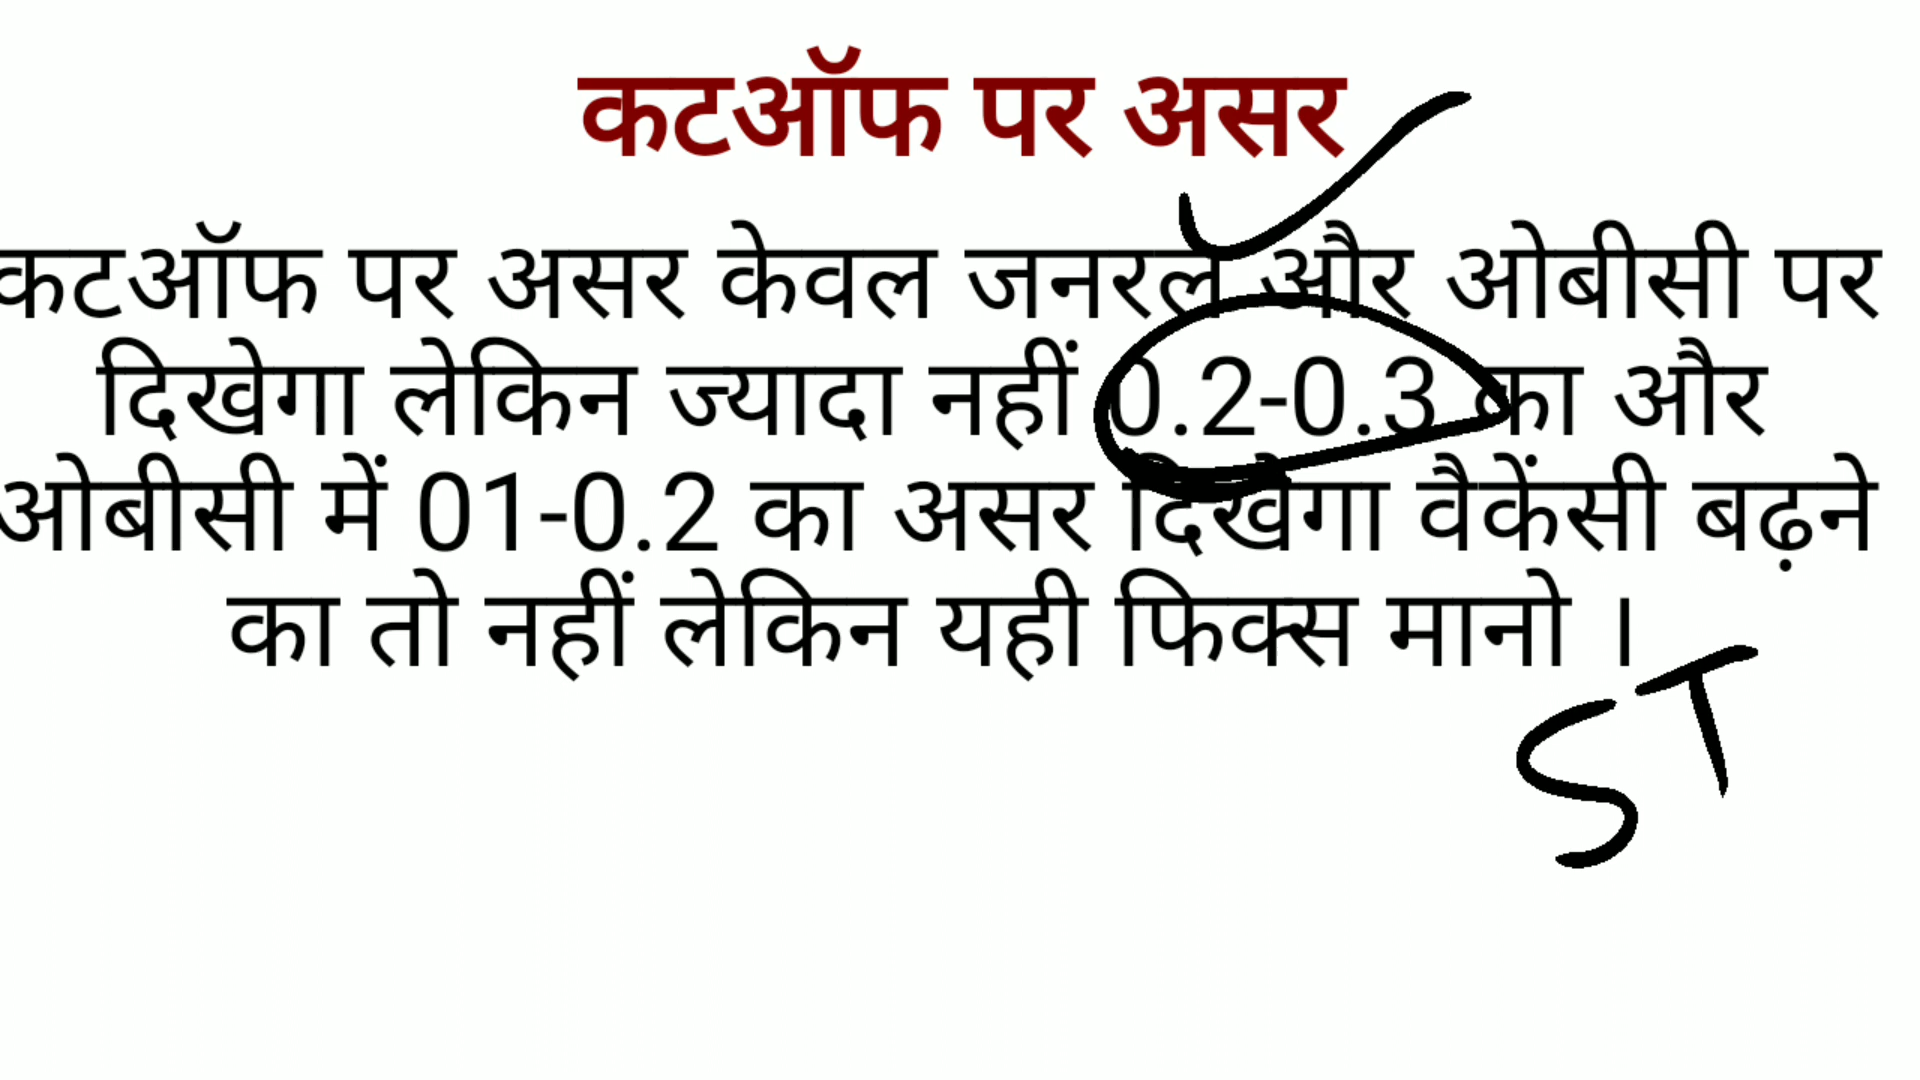 कटऑफ पर असर
कटऑफ पर असर केवल जनरल और ओबीसी पर
दिखेगा लेकिन ज्यादा नहीं 0.2-0.3 का और
ओबीसी में 01-0.2 का असर दिखेगा वैकेंसी बढ़ने
का तो नहीं लेकिन यही फिक्स मानो ।
ST